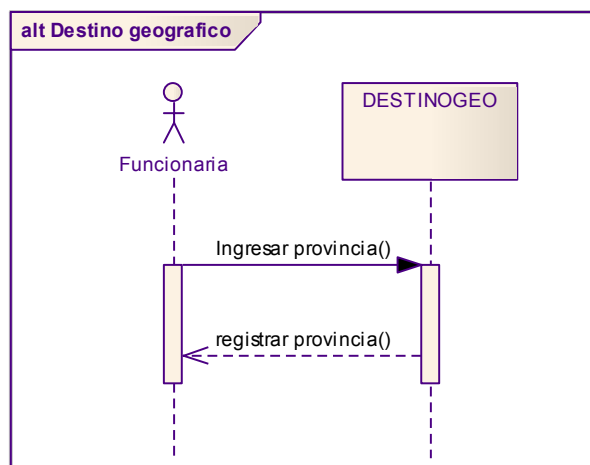 alt Destino geografico
DESTINOGEO
Funcionaria
Ingresar provincia()
registrar provincia()